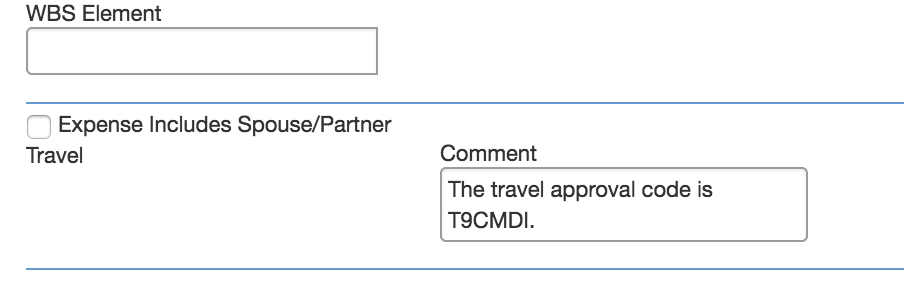 WBS Element
Expense Includes Spouse/Partner
Travel
Comment
The travel approval code is
T9CMDI.